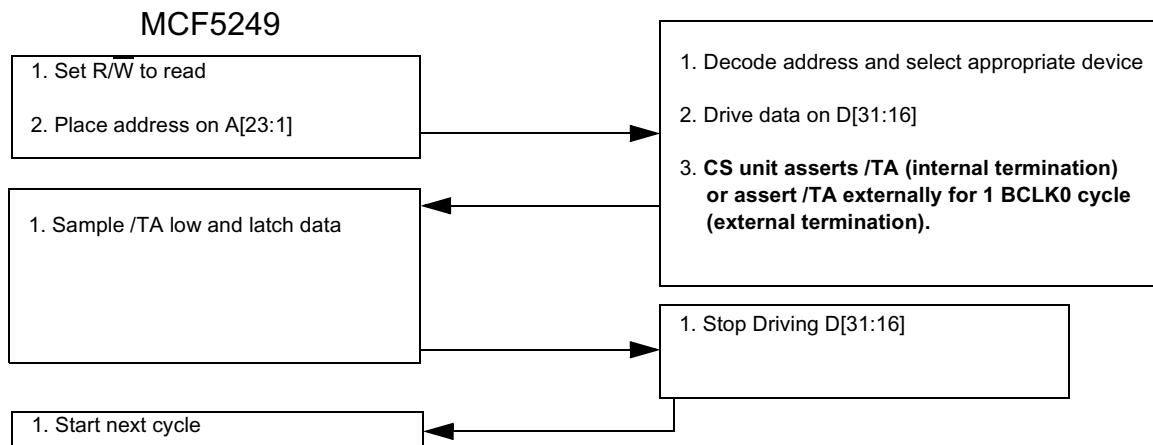 MCF5249
1. Set R/W̅ to read
2. Place address on A[23:1]
1. Decode address and select appropriate device
2. Drive data on D[31:16]
3. CS unit asserts /TA (internal termination)
or assert /TA externally for 1 BCLK0 cycle
(external termination).
1. Sample /TA low and latch data
1. Stop Driving D[31:16]
1. Start next cycle